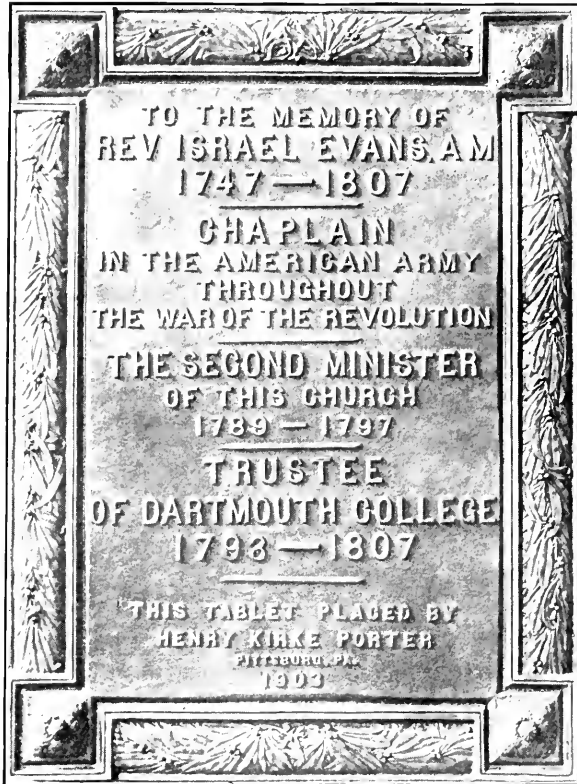 TO THE MEMORY OF
REV ISRAEL EVANS, A M
1747 — 1807
CHAPLAIN
IN THE AMERICAN ARMY
THROUGHOUT
THE WAR OF THE REVOLUTION
THE SECOND MINISTER
OF THIS CHURCH
1789 — 1797
TRUSTEE
OF DARTMOUTH COLLEGE
1793 — 1807
THIS TABLET PLACED BY
HENRY KIRKE PORTER
PITTSBURG, PA.
1903